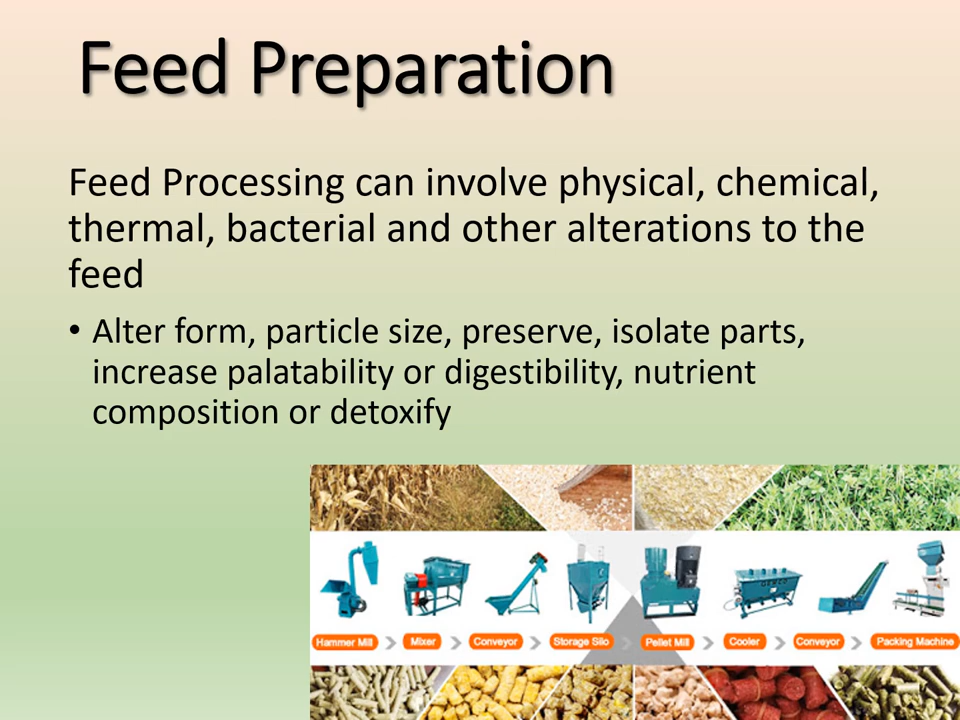 Feed Preparation
Feed Processing can involve physical, chemical,
thermal, bacterial and other alterations to the
feed
• Alter form, particle size, preserve, isolate parts,
increase palatability or digestibility, nutrient
composition or detoxify
Hammer Mill
Mixer
Conveyor
Storage Silo
Pellet Mill
Cooler
Conveyor
Packing Machine